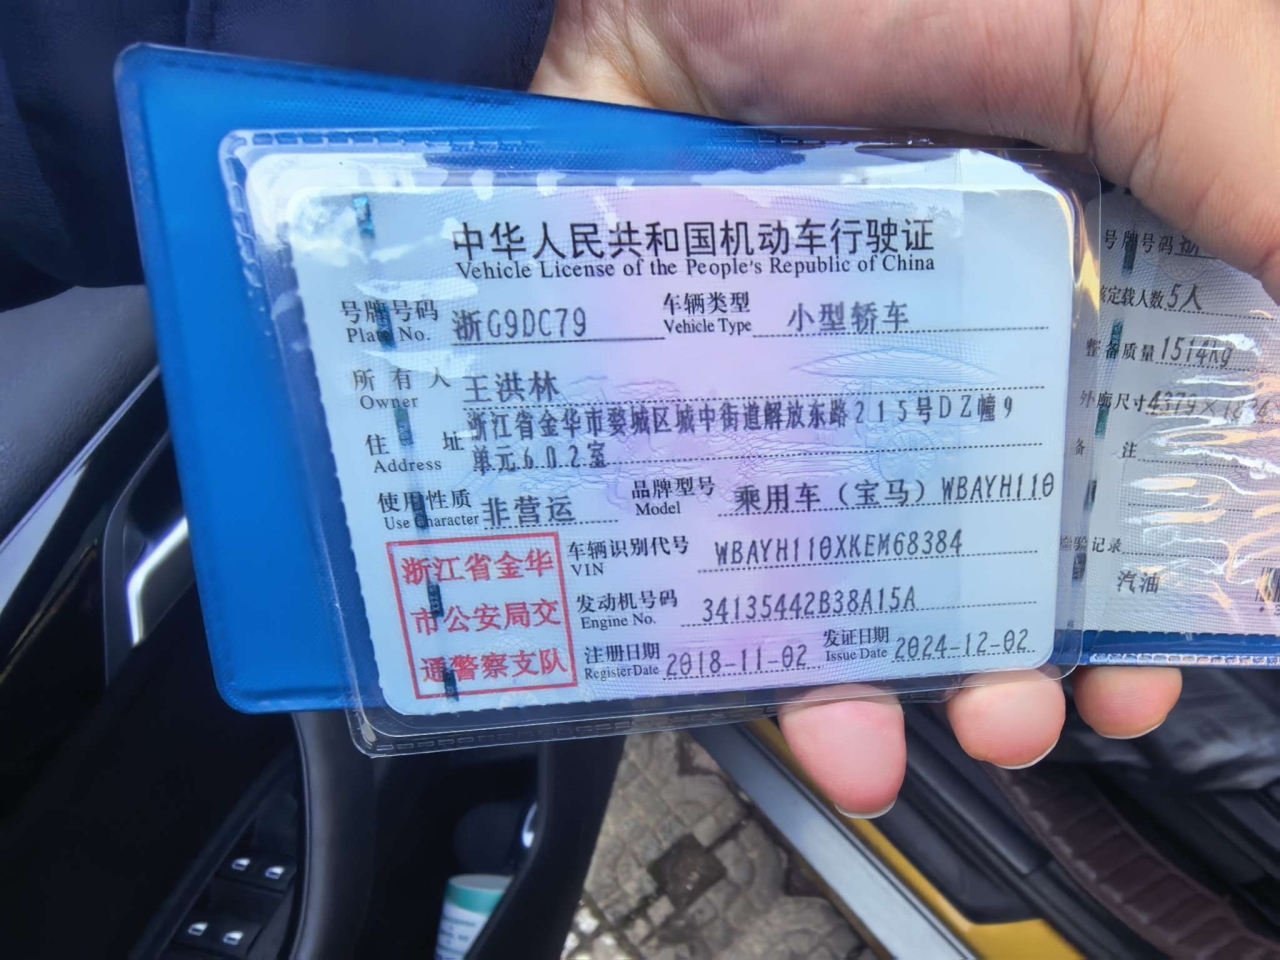 中华人民共和国机动车行驶证
Vehicle License of the People's Republic of China
号牌号码 浙G9DC79 车辆类型 小型轿车
Plate No. Vehicle Type
所有人 王洪林
Owner
住址 浙江省金华市婺城区城中街道解放东路215号DZ幢9
Address 单元602室
使用性质 非营运 品牌型号 乘用车（宝马）WBAYH110
Use Character Model
浙江省金华
市公安局交
通警察支队
车辆识别代号 WBAYH110XKEM68384
VIN
发动机号码 34135442B38A15A
Engine No.
注册日期 2018-11-02 发证日期 2024-12-02
Register Date Issue Date
号牌号码
核定载人数 5人
整备质量 1514kg
外廓尺寸 4379×
备注
检验记录
汽油